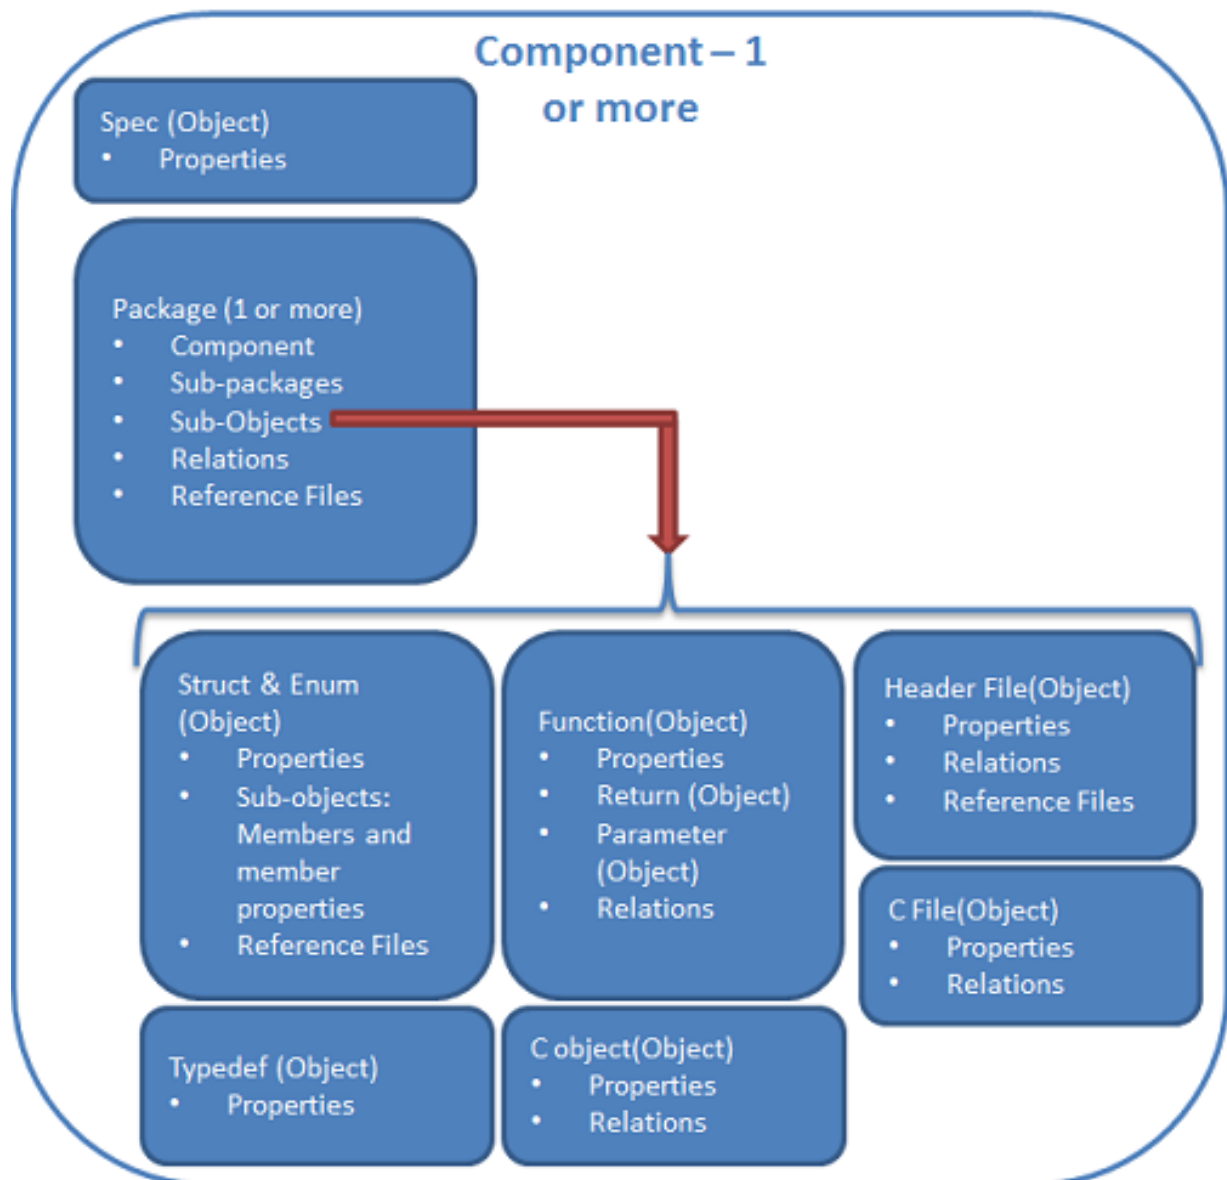 Component – 1
or more
Spec (Object)
• Properties
Package (1 or more)
• Component
• Sub-packages
• Sub-Objects
• Relations
• Reference Files
Struct & Enum
(Object)
• Properties
• Sub-objects:
Members and
member
properties
• Reference Files
Function(Object)
• Properties
• Return (Object)
• Parameter
(Object)
• Relations
Header File(Object)
• Properties
• Relations
• Reference Files
C File(Object)
• Properties
• Relations
Typedef (Object)
• Properties
C object(Object)
• Properties
• Relations